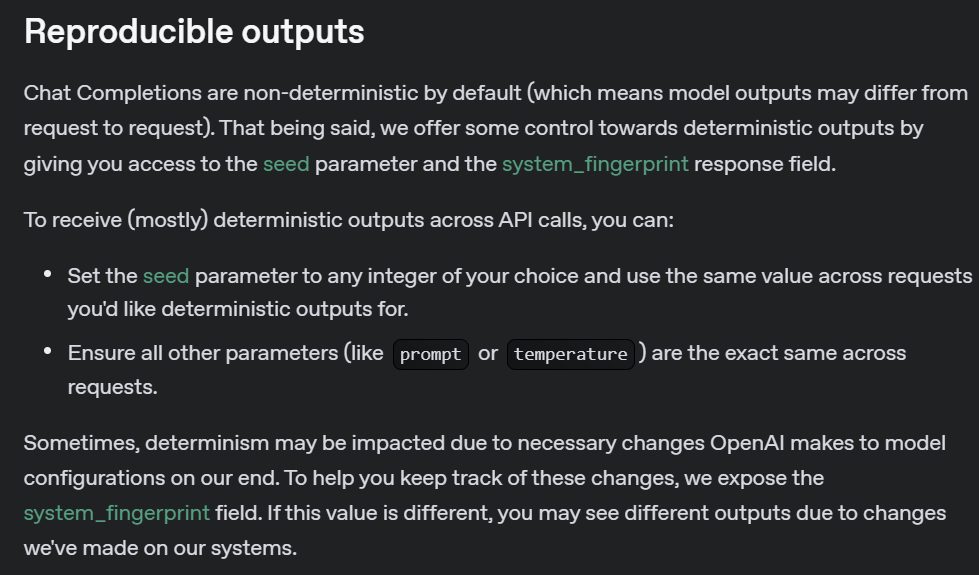 Reproducible outputs
Chat Completions are non-deterministic by default (which means model outputs may differ from
request to request). That being said, we offer some control towards deterministic outputs by
giving you access to the seed parameter and the system_fingerprint response field.
To receive (mostly) deterministic outputs across API calls, you can:
• Set the seed parameter to any integer of your choice and use the same value across requests
you'd like deterministic outputs for.
• Ensure all other parameters (like prompt or temperature ) are the exact same across
requests.
Sometimes, determinism may be impacted due to necessary changes OpenAI makes to model
configurations on our end. To help you keep track of these changes, we expose the
system_fingerprint field. If this value is different, you may see different outputs due to changes
we've made on our systems.